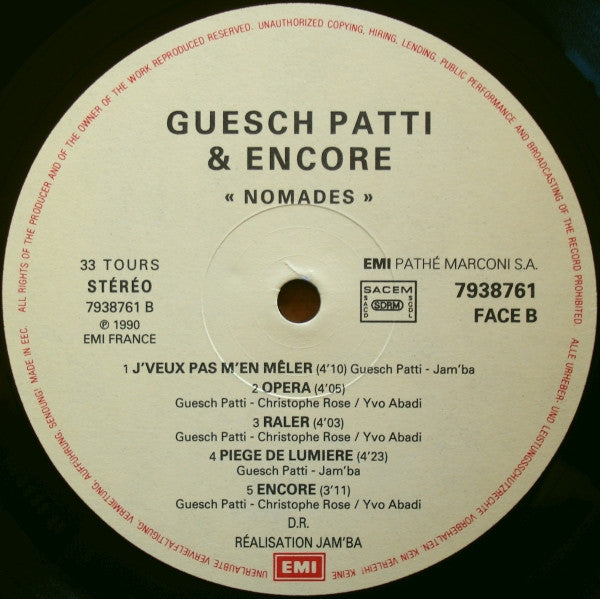 ALL RIGHTS OF THE PRODUCER AND OF THE OWNER OF THE WORK REPRODUCED RESERVED. UNAUTHORIZED COPYING, HIRING, LENDING, PUBLIC PERFORMANCE AND BROADCASTING OF THE RECORD PROHIBITED.
GUESCH PATTI
& ENCORE
« NOMADES »
33 TOURS
STÉRÉO
7938761 B
℗ 1990
EMI FRANCE
SACEM
SACD
SDRM
SGDL
EMI PATHÉ MARCONI S.A.
7938761
FACE B
1 J'VEUX PAS M'EN MÊLER (4'10) Guesch Patti - Jam'ba
2 OPERA (4'05)
Guesch Patti - Christophe Rose / Yvo Abadi
3 RALER (4'03)
Guesch Patti - Christophe Rose / Yvo Abadi
4 PIEGE DE LUMIERE (4'23)
Guesch Patti - Jam'ba
5 ENCORE (3'11)
Guesch Patti - Christophe Rose / Yvo Abadi
D.R.
RÉALISATION JAM'BA
EMI
ALLE URHEBER- UND LEISTUNGSSCHUTZRECHTE VORBEHALTEN KEIN VERLEIH! KEINE UNERLAUBTE VERVIELFÄLTIGUNG, VERMIETUNG, AUFFÜHRUNG, SENDUNG! MADE IN EEC.